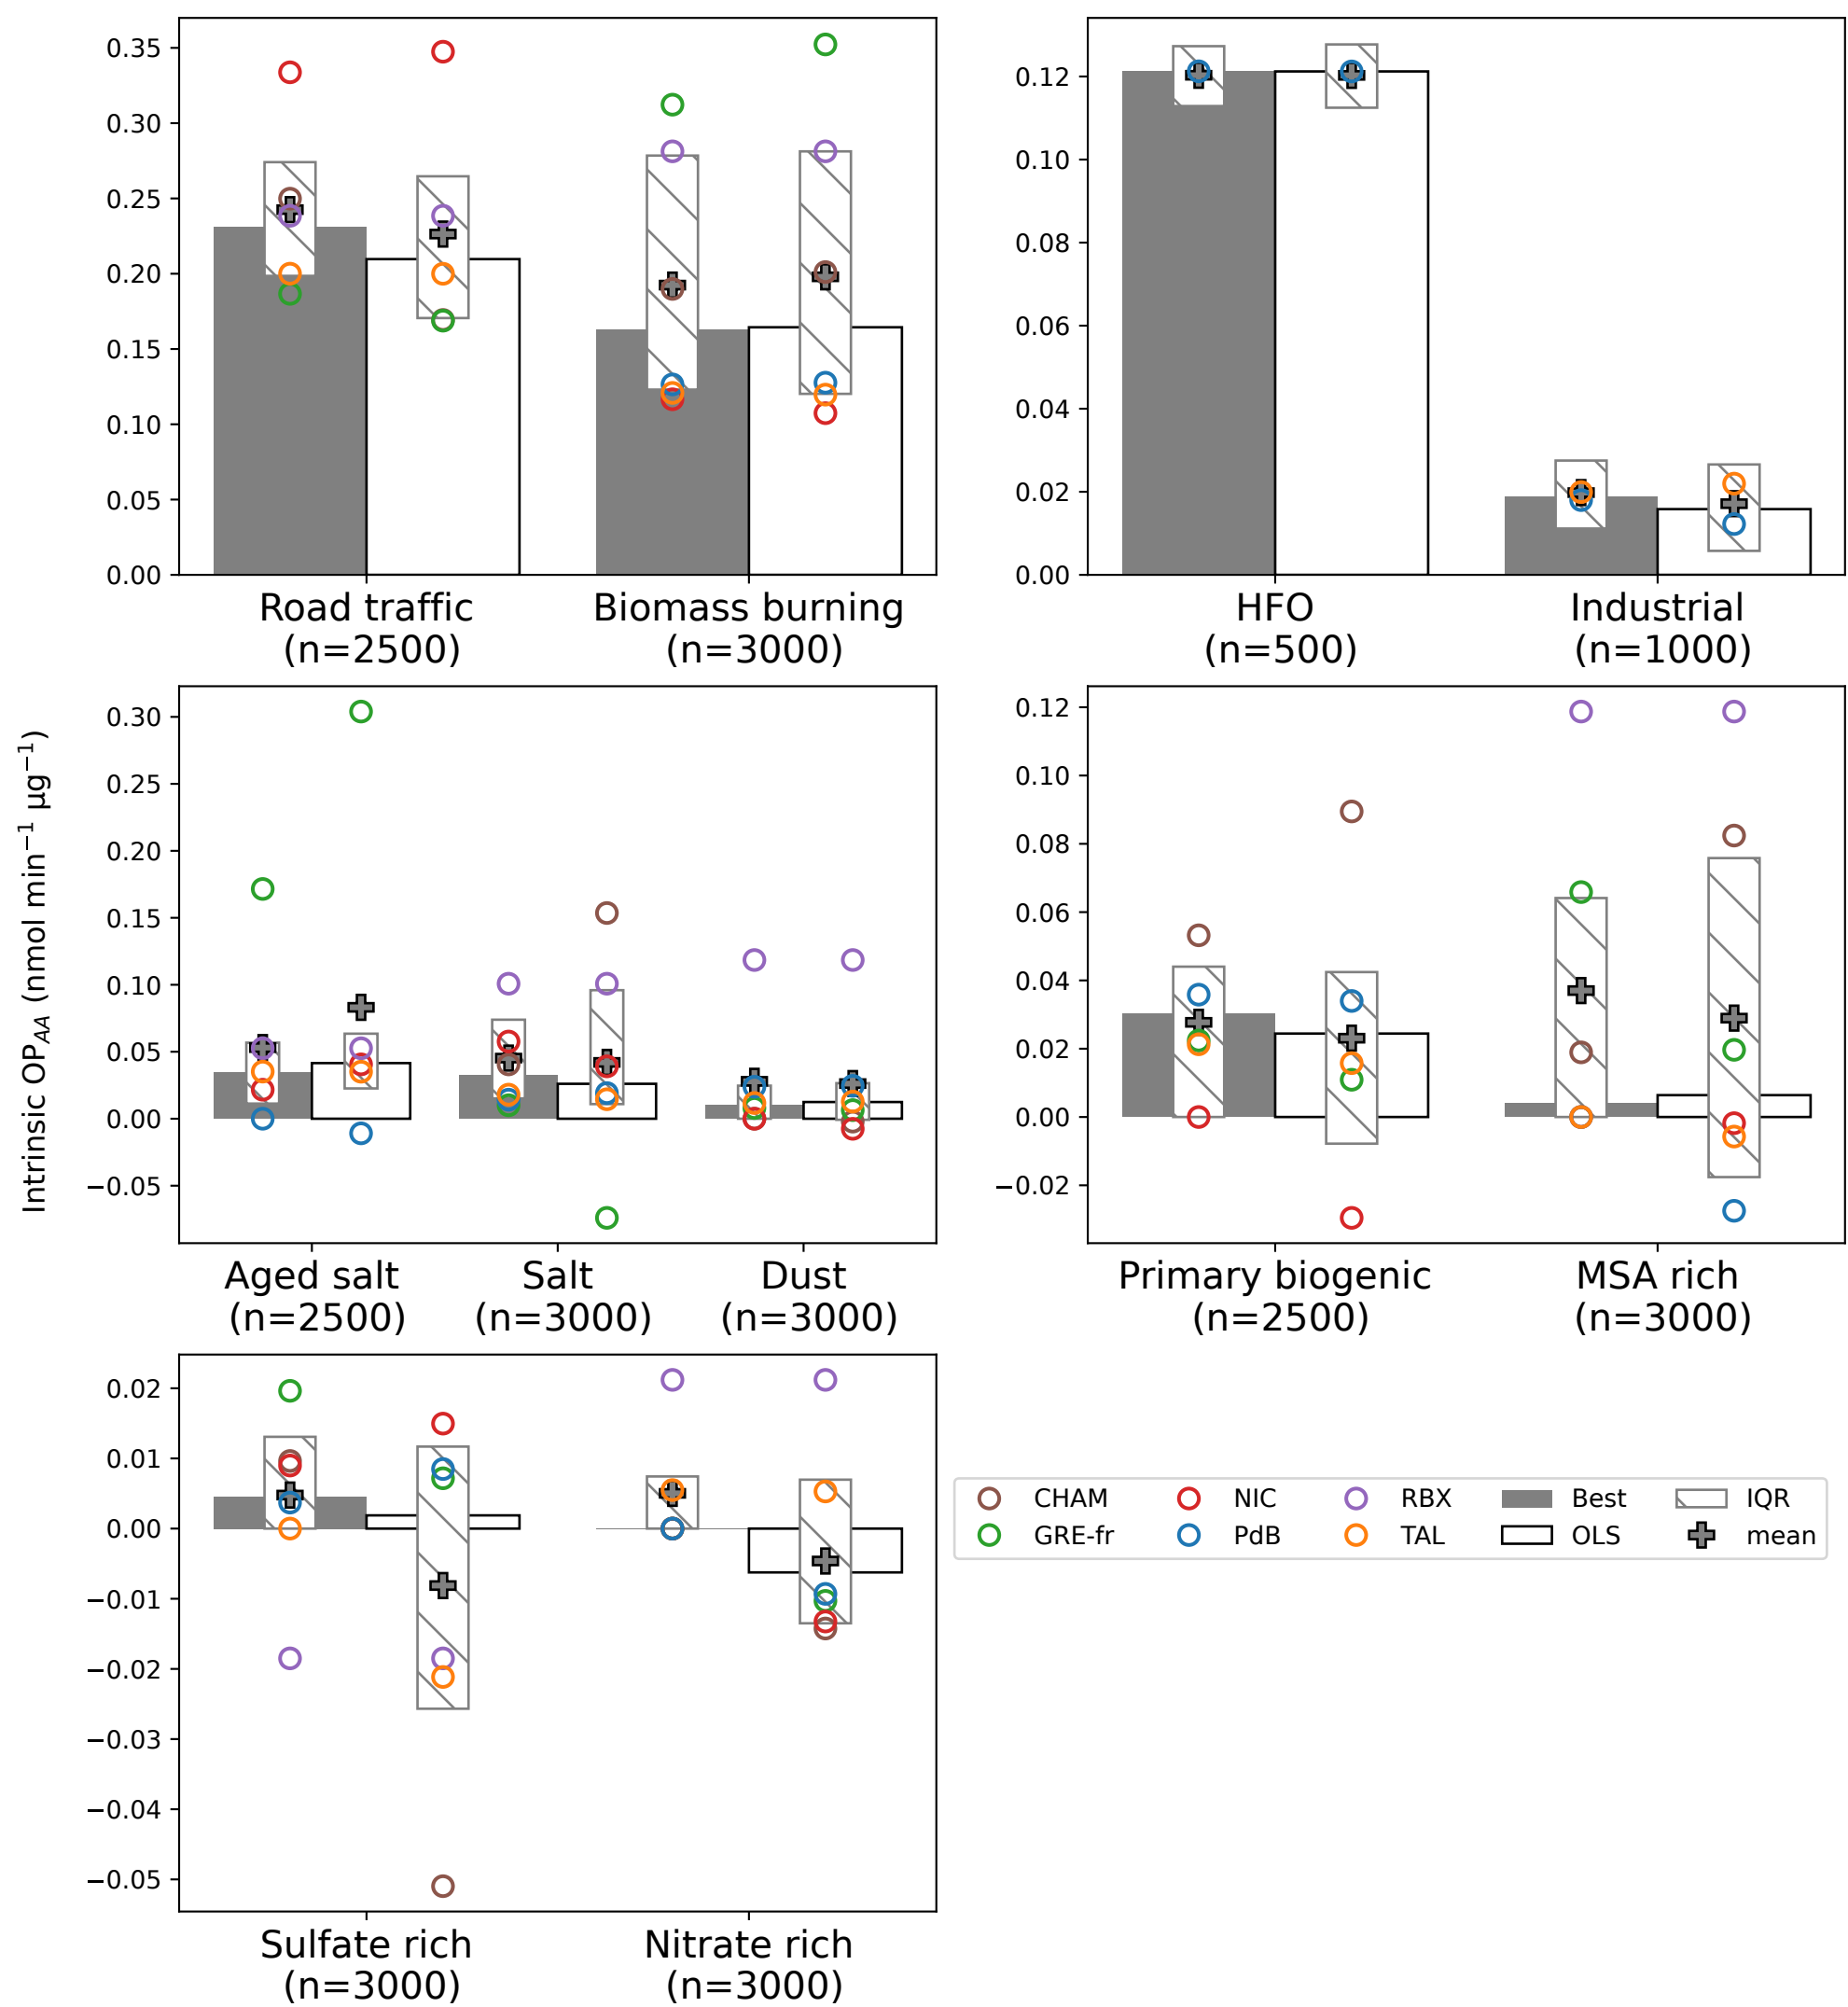 0.35
0.30
0.25
0.20
0.15
0.10
0.05
0.00
Road traffic
(n=2500)
Biomass burning
(n=3000)
0.12
0.10
0.08
0.06
0.04
0.02
0.00
HFO
(n=500)
Industrial
(n=1000)
Intrinsic OP_AA (nmol min⁻¹ µg⁻¹)
0.30
0.25
0.20
0.15
0.10
0.05
0.00
−0.05
Aged salt
(n=2500)
Salt
(n=3000)
Dust
(n=3000)
0.12
0.10
0.08
0.06
0.04
0.02
0.00
−0.02
Primary biogenic
(n=2500)
MSA rich
(n=3000)
0.02
0.01
0.00
−0.01
−0.02
−0.03
−0.04
−0.05
Sulfate rich
(n=3000)
Nitrate rich
(n=3000)
CHAM NIC RBX Best IQR
GRE-fr PdB TAL OLS mean